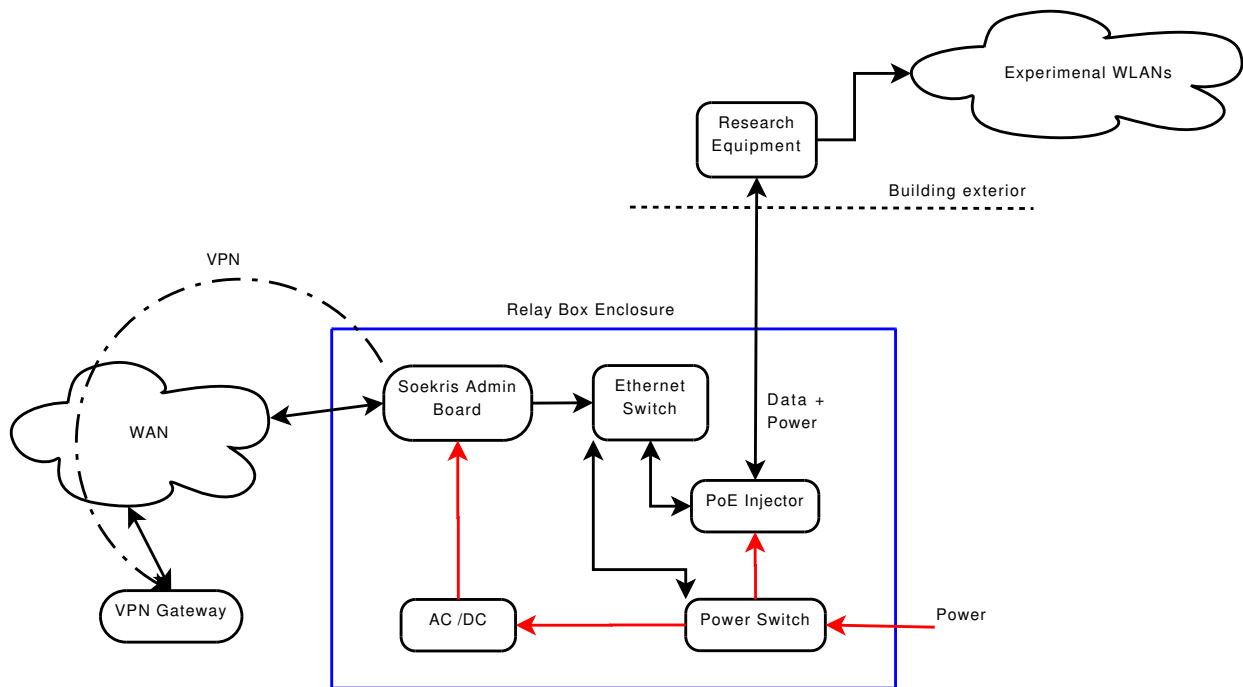 Experimenal WLANs
Research
Equipment
Building exterior
VPN
Relay Box Enclosure
Soekris Admin
Board
Ethernet
Switch
Data +
Power
WAN
PoE Injector
VPN Gateway
AC /DC
Power Switch
Power